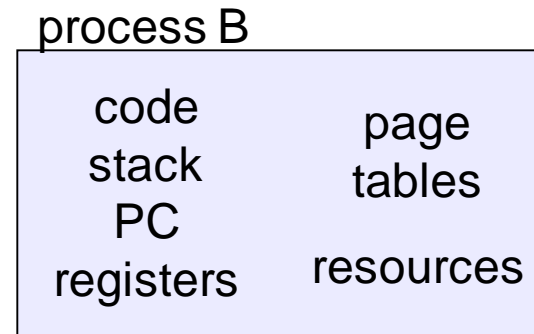 process B
code
stack
PC
registers
page
tables
resources